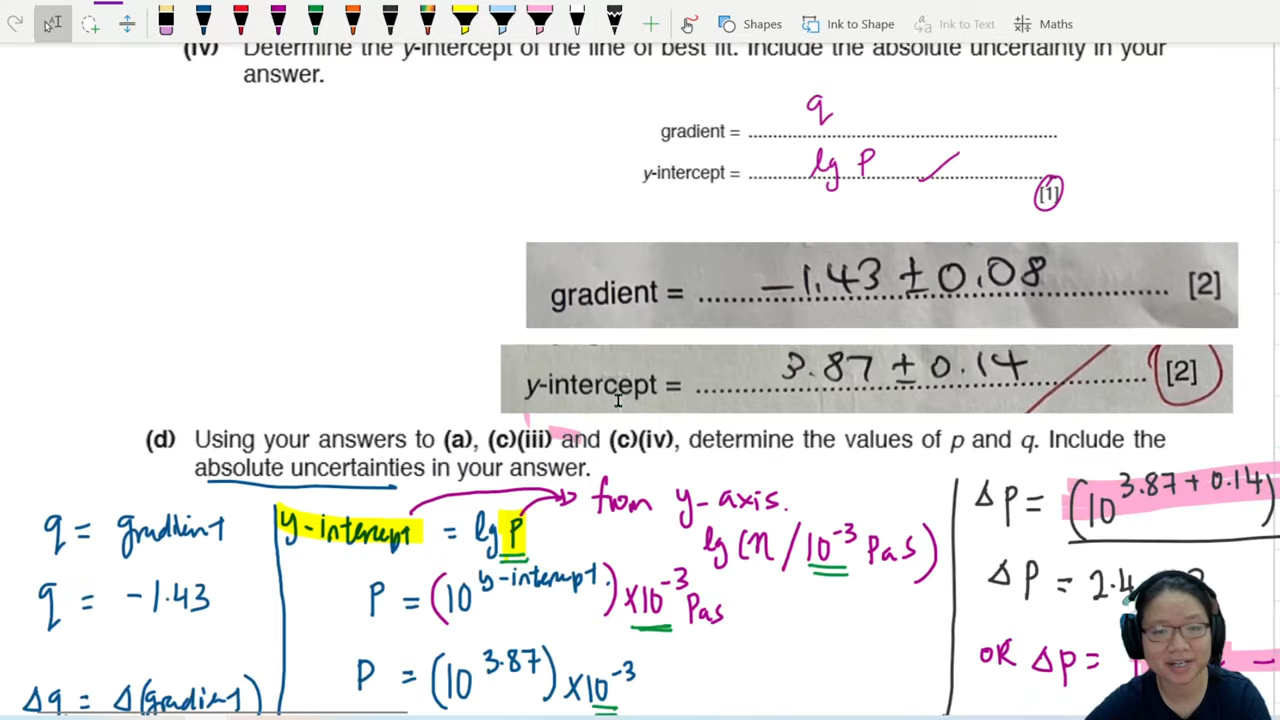 Shapes
Ink to Shape
Ink to Text
Maths
(iv) Determine the y-intercept of the line of best fit. Include the absolute uncertainty in your
answer.
gradient = q
y-intercept = lg P
[1]
gradient = −1.43 ± 0.08 [2]
y-intercept = 3.87 ± 0.14 [2]
(d) Using your answers to (a), (c)(iii) and (c)(iv), determine the values of p and q. Include the
absolute uncertainties in your answer.
q = gradient
q = -1.43
Δq = Δ(gradient)
y-intercept = lg P
from y-axis.
lg (η / 10⁻³ Pa s)
P = (10^y-intercept) ×10⁻³ Pas
P = (10^3.87) ×10⁻³
ΔP = (10^3.87 + 0.14)
ΔP = 2.4
OR ΔP =